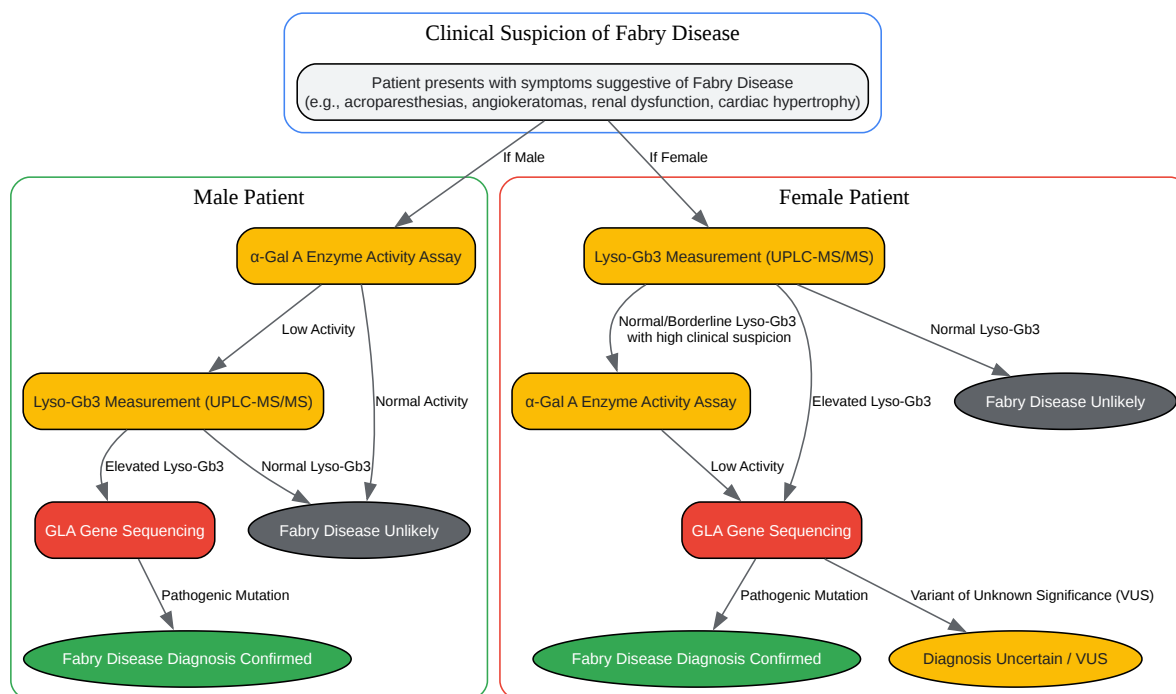 Clinical Suspicion of Fabry Disease
Patient presents with symptoms suggestive of Fabry Disease
(e.g., acroparesthesias, angiokeratomas, renal dysfunction, cardiac hypertrophy)
If Male
If Female
Male Patient
α-Gal A Enzyme Activity Assay
Low Activity
Normal Activity
Lyso-Gb3 Measurement (UPLC-MS/MS)
Elevated Lyso-Gb3
Normal Lyso-Gb3
GLA Gene Sequencing
Fabry Disease Unlikely
Pathogenic Mutation
Fabry Disease Diagnosis Confirmed
Female Patient
Lyso-Gb3 Measurement (UPLC-MS/MS)
Normal/Borderline Lyso-Gb3
with high clinical suspicion
Normal Lyso-Gb3
α-Gal A Enzyme Activity Assay
Elevated Lyso-Gb3
Fabry Disease Unlikely
Low Activity
GLA Gene Sequencing
Pathogenic Mutation
Variant of Unknown Significance (VUS)
Fabry Disease Diagnosis Confirmed
Diagnosis Uncertain / VUS